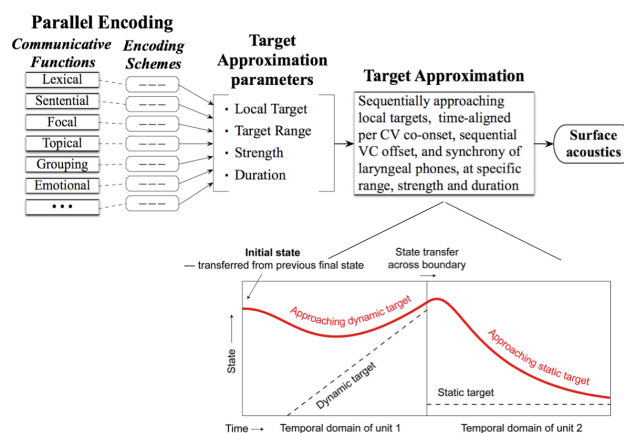 Parallel Encoding
Communicative Functions
Encoding Schemes
Lexical
Sentential
Focal
Topical
Grouping
Emotional
• • •
Target Approximation parameters
• Local Target
• Target Range
• Strength
• Duration
Target Approximation
Sequentially approaching
local targets, time-aligned
per CV co-onset, sequential
VC offset, and synchrony of
laryngeal phones, at specific
range, strength and duration
Surface
acoustics
Initial state
— transferred from previous final state
State transfer
across boundary
Approaching dynamic target
Approaching static target
Dynamic target
Static target
State →
Time →
Temporal domain of unit 1
Temporal domain of unit 2